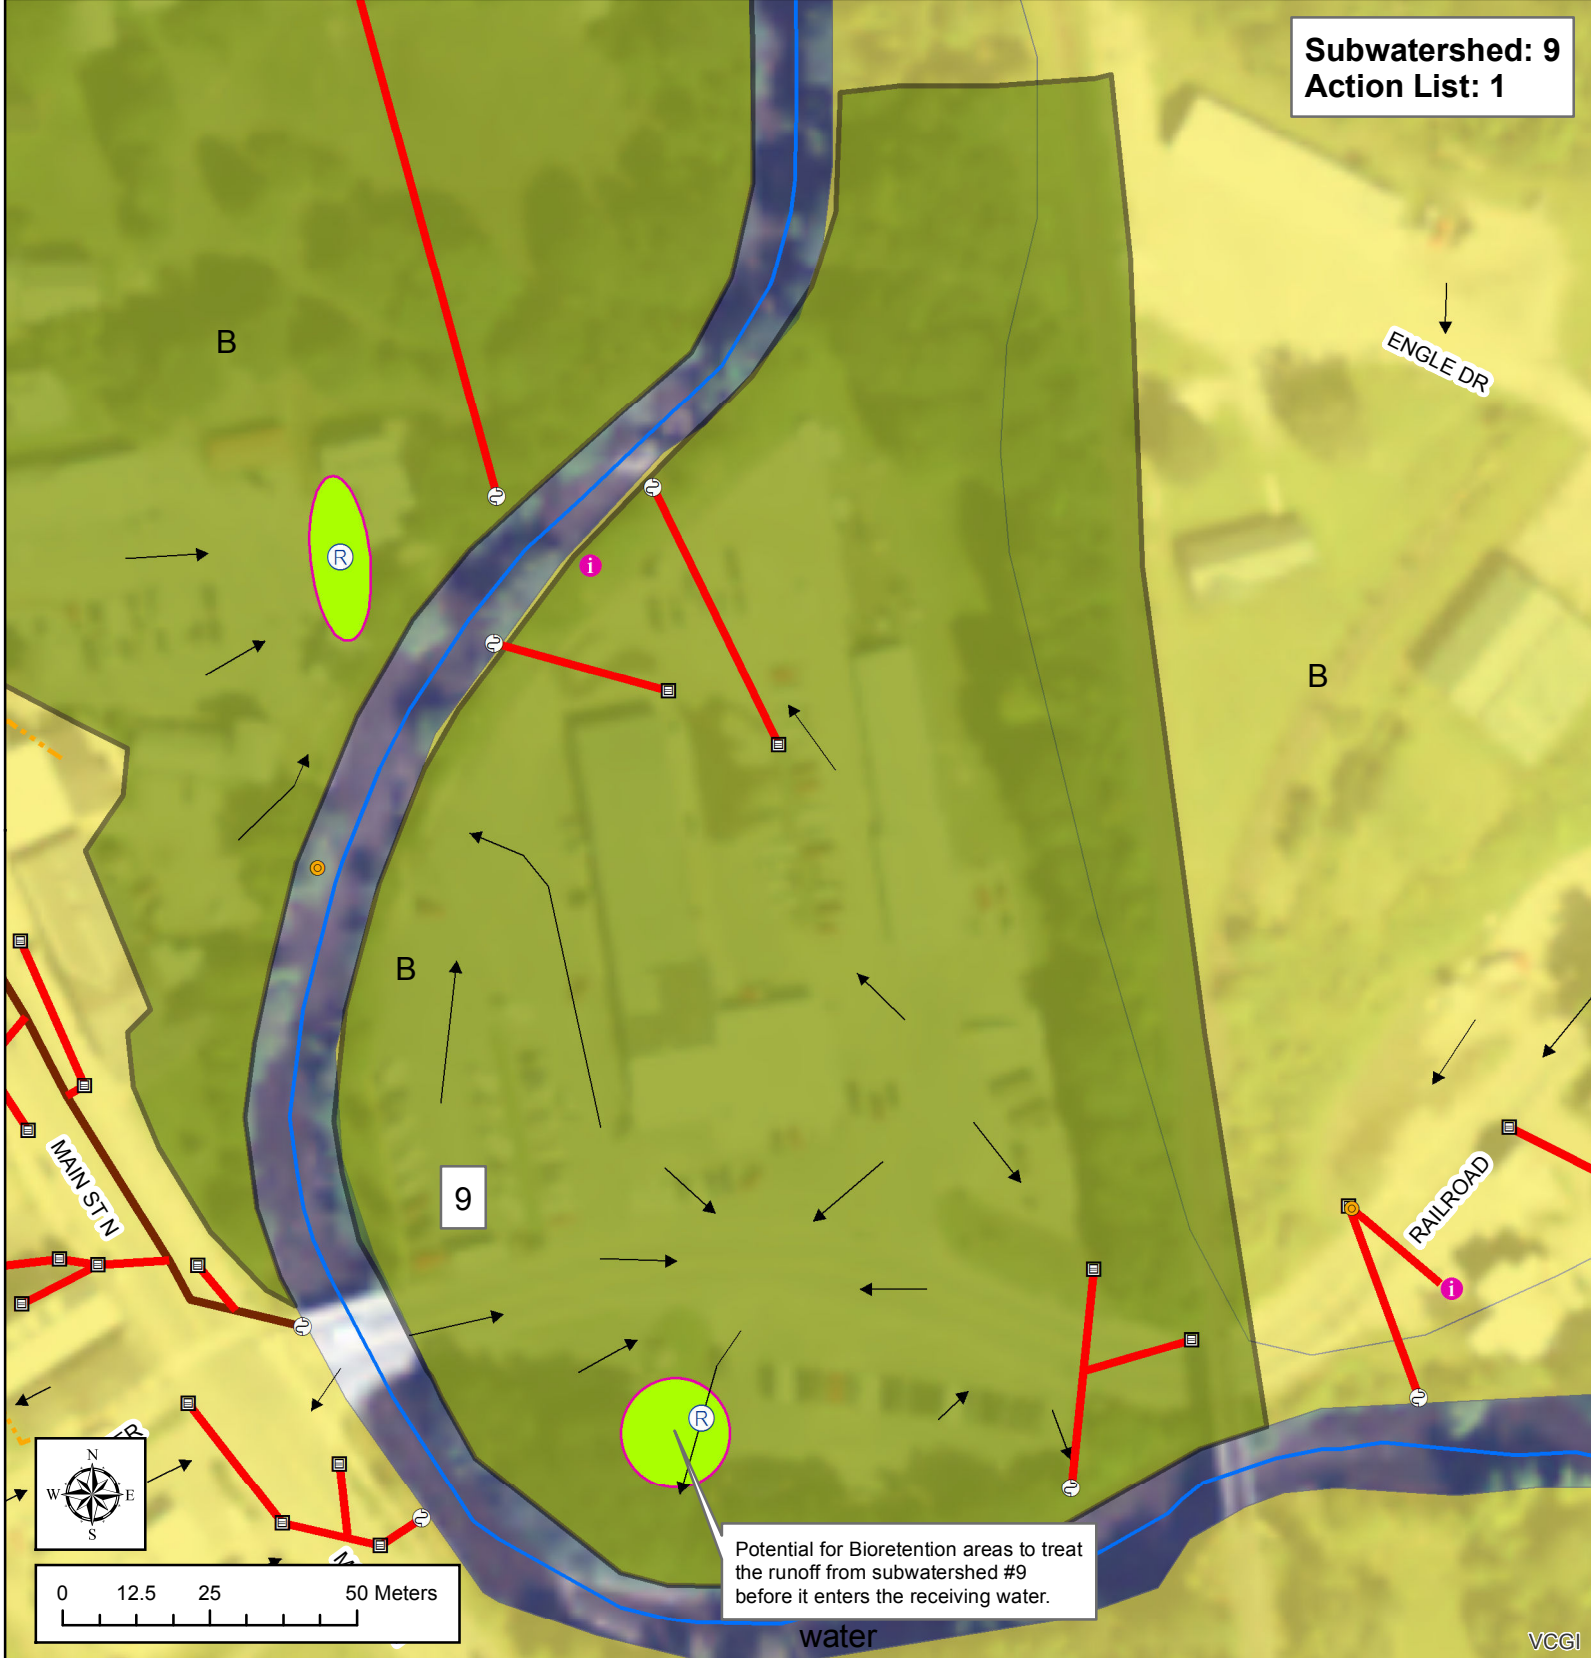 Subwatershed: 9
Action List: 1
B
ENGLE DR
R
i
B
B
MAIN ST N
9
RAILROAD
i
R
ER
N
W E
S
Potential for Bioretention areas to treat
the runoff from subwatershed #9
before it enters the receiving water.
M
0 12.5 25 50 Meters
water
VCGI